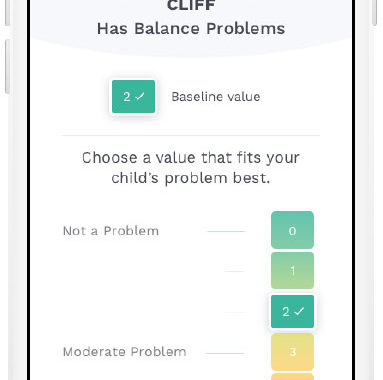 CLIFF
Has Balance Problems
2 ✓ Baseline value
Choose a value that fits your
child's problem best.
Not a Problem 0
1
2 ✓
Moderate Problem 3